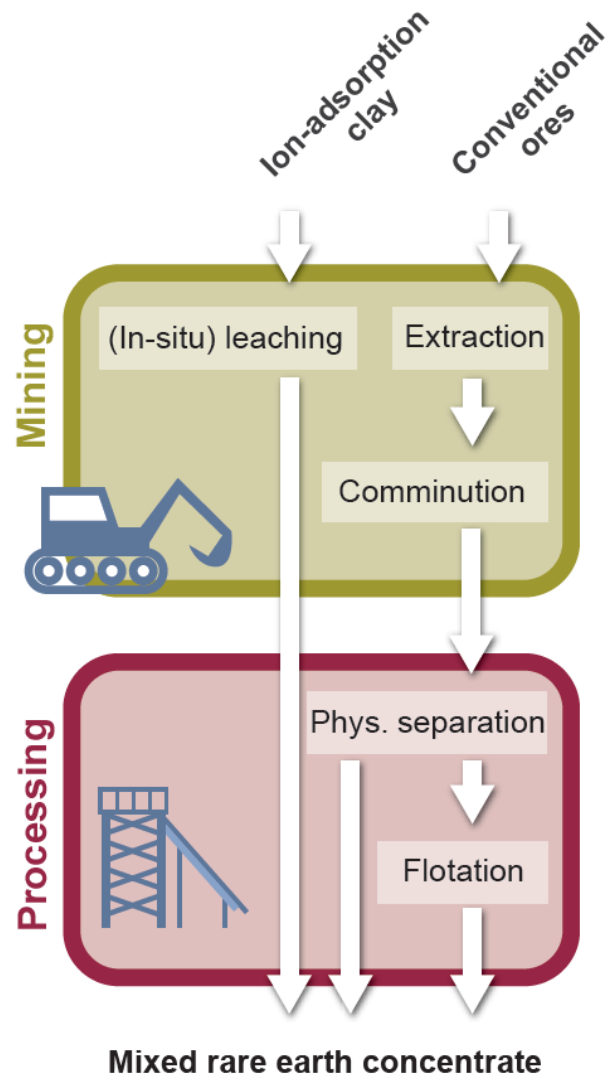 Ion-adsorption
clay
Conventional
ores
Mining
(In-situ) leaching
Extraction
Comminution
Processing
Phys. separation
Flotation
Mixed rare earth concentrate